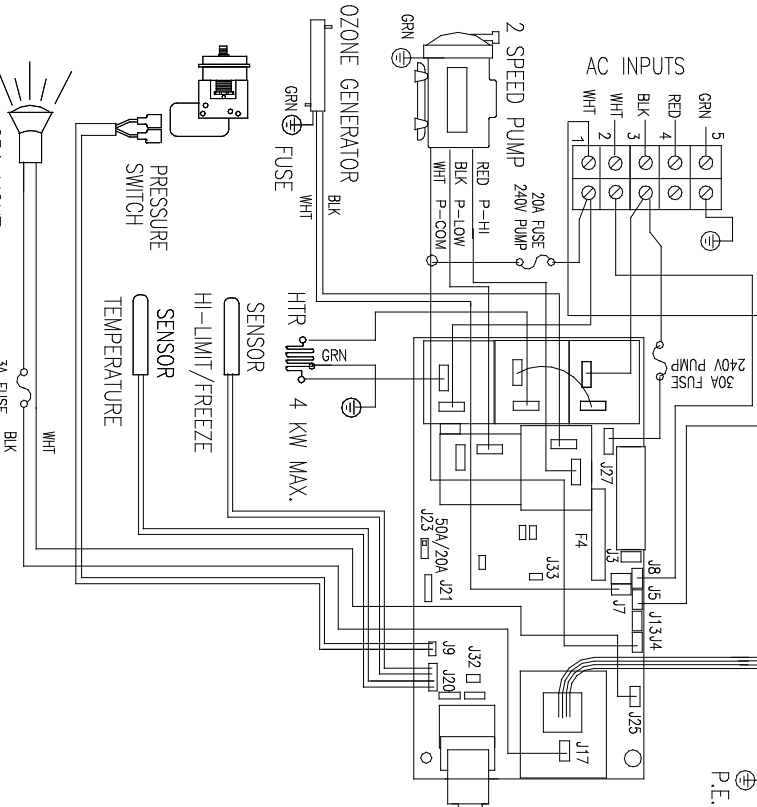 AC INPUTS
WHT
WHT
BLK
RED
GRN
1
2
3
4
5
2 SPEED PUMP
GRN
RED P-HI
BLK P-LOW
WHT P-COM
20A FUSE
240V PUMP
30A FUSE
240V PUMP
OZONE GENERATOR
GRN
FUSE
BLK
WHT
PRESSURE
SWITCH
HTR
GRN
4 KW MAX.
SENSOR
HI-LIMIT/FREEZE
SENSOR
TEMPERATURE
3A FUSE
WHT
BLK
J27
F4
J3
J8
J5
J7
J13
J4
J33
50A/20A
J23
J21
J9
J32
J20
J25
J17
P.E.